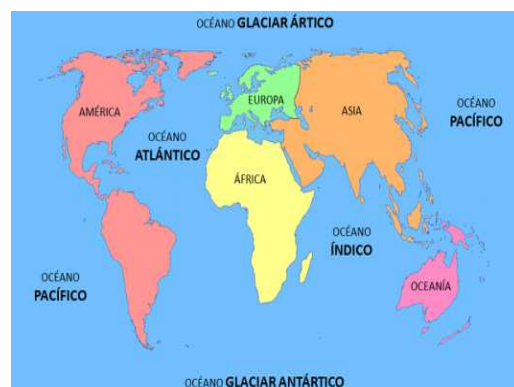 OCÉANO GLACIAR ÁRTICO
EUROPA
AMÉRICA
ASIA
OCÉANO
PACÍFICO
OCÉANO
ATLÁNTICO
ÁFRICA
OCÉANO
ÍNDICO
OCÉANO
PACÍFICO
OCEANÍA
OCÉANO GLACIAR ANTÁRTICO